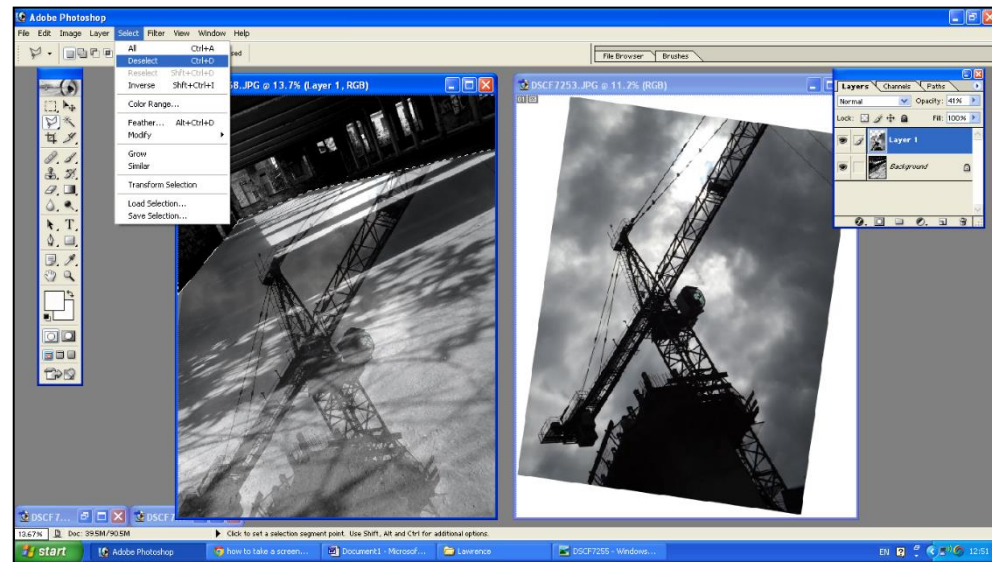 Adobe Photoshop
File Edit Image Layer Select Filter View Window Help
File Browser Brushes
All Ctrl+A
Deselect Ctrl+D
Reselect Shft+Ctrl+D
Inverse Shft+Ctrl+I
Color Range...
Feather... Alt+Ctrl+D
Modify
Grow
Similar
Transform Selection
Load Selection...
Save Selection...
8.JPG @ 13.7% (Layer 1, RGB)
DSCF7253.JPG @ 11.2% (RGB)
Layers Channels Paths
Normal Opacity: 41%
Lock: Fill: 100%
Layer 1
Background
DSCF7... DSCF7
13.67% Doc: 39.5M/90.5M Click to set a selection segment point. Use Shift, Alt and Ctrl for additional options.
start Adobe Photoshop how to take a screen... Document1 - Microsof... Lawrence DSCF7255 - Windows... EN 12:51